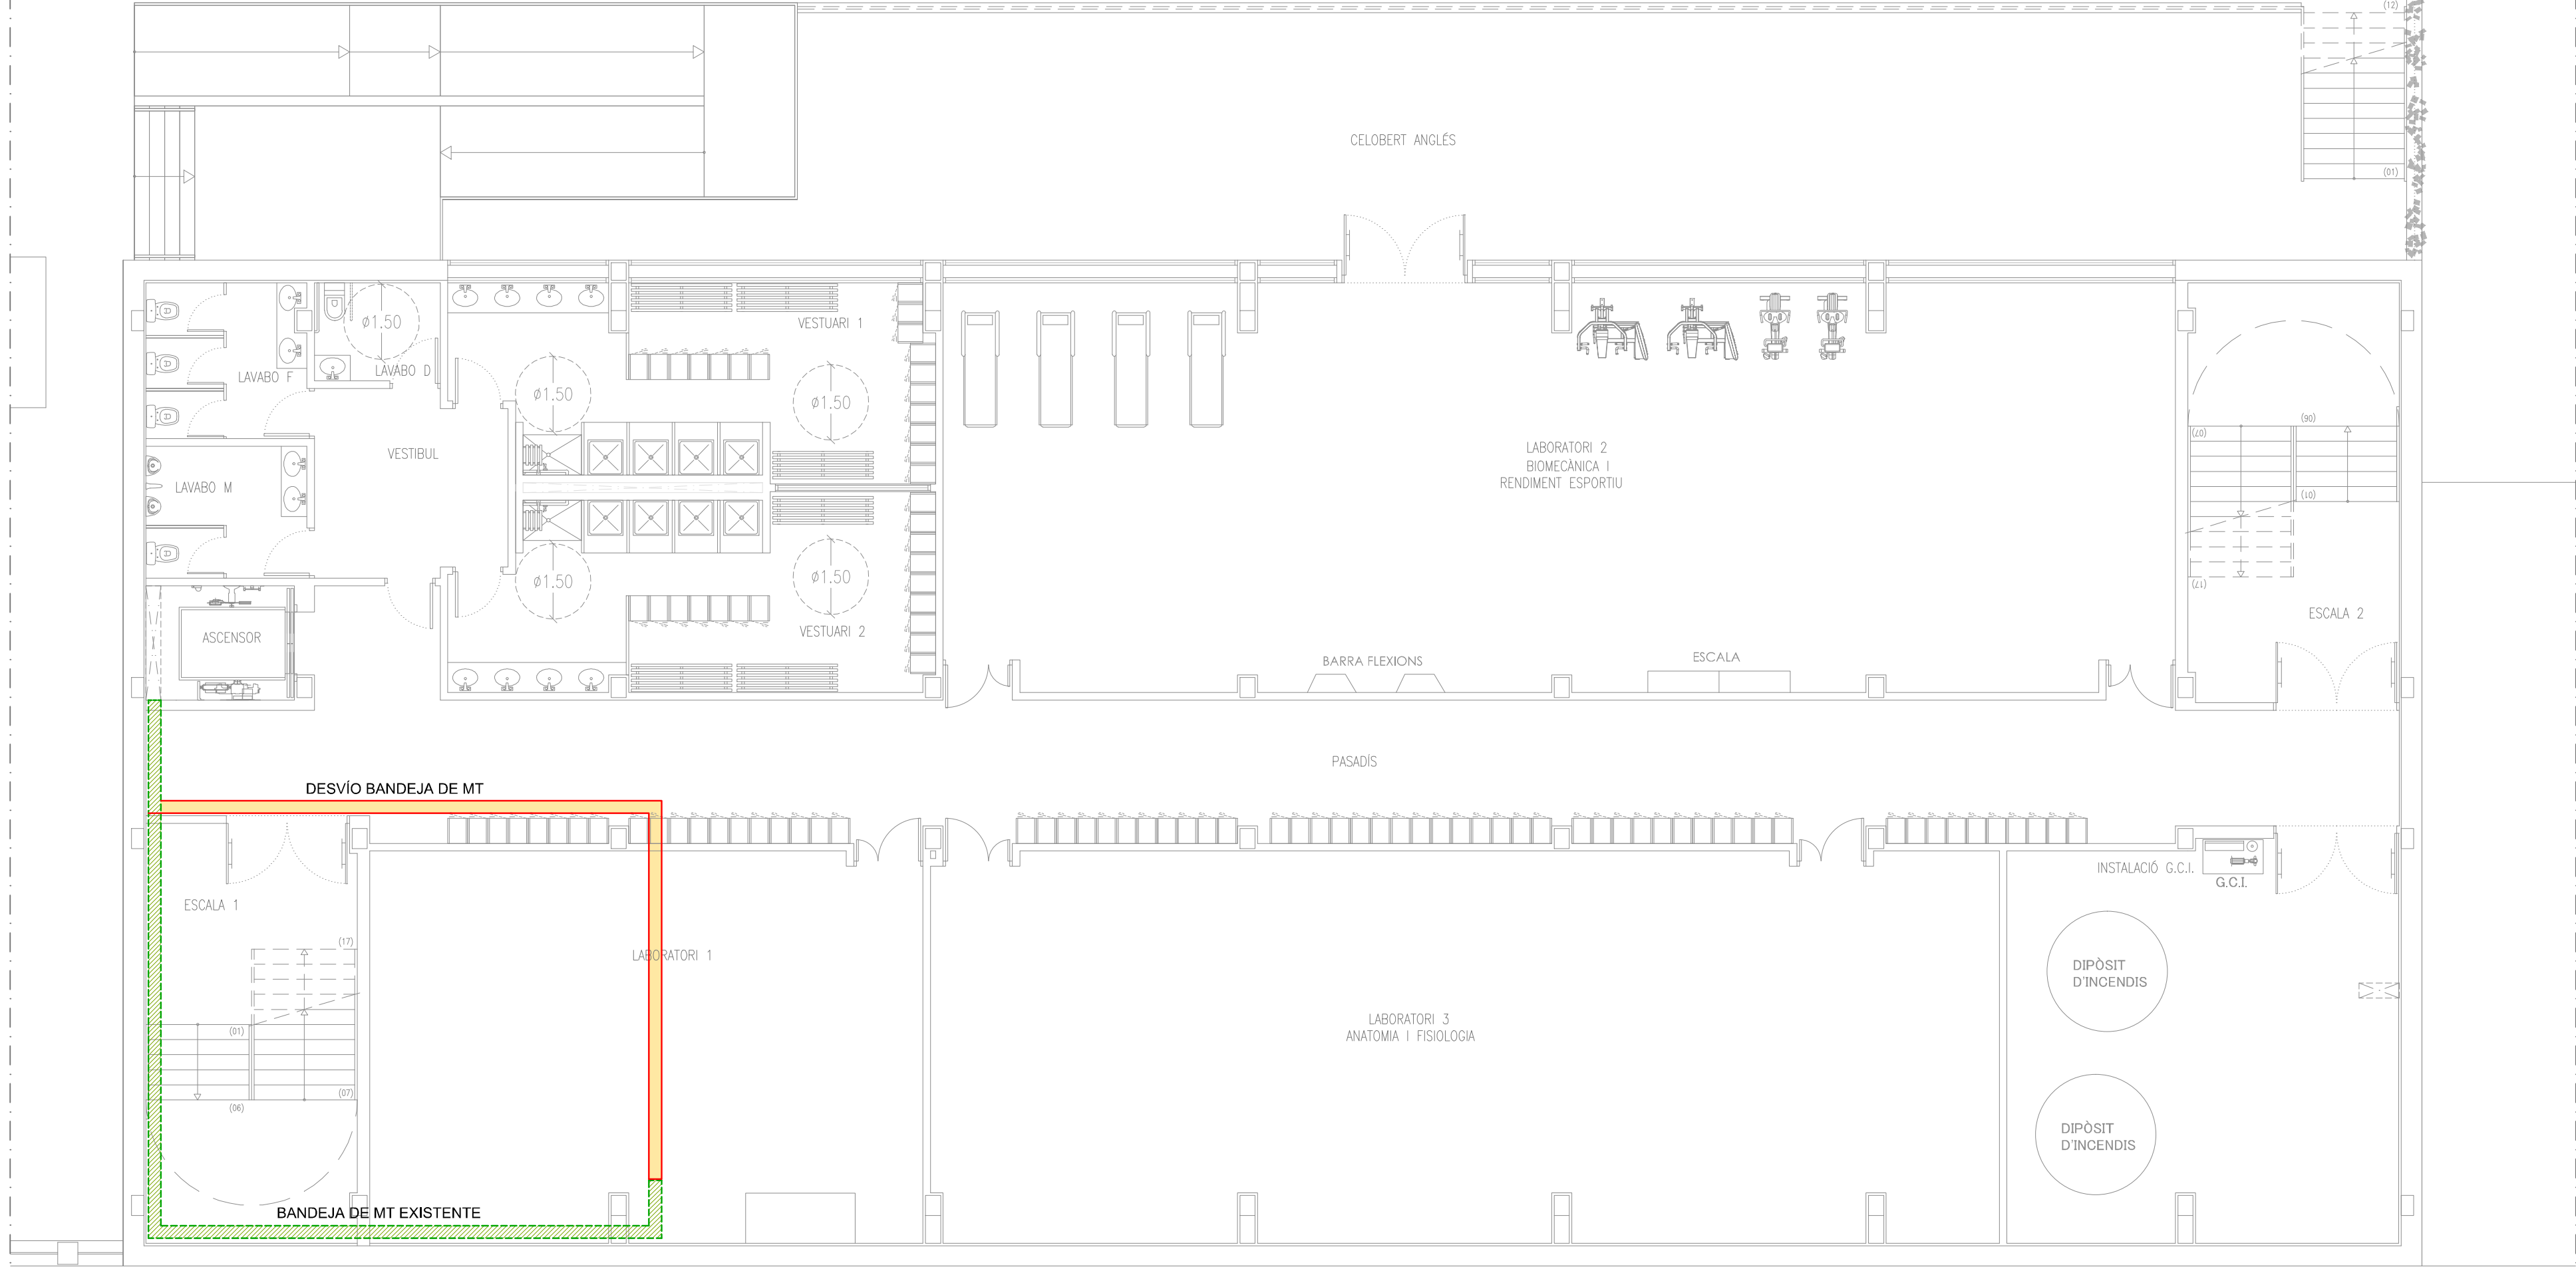 (12)
CELOBERT ANGLÉS
(01)
VESTUARI 1
ø1.50
LAVABO D
LAVABO F
ø1.50
ø1.50
(06)
(07)
VESTIBUL
LABORATORI 2
BIOMECÀNICA I
RENDIMENT ESPORTIU
LAVABO M
(01)
ø1.50
ø1.50
(17)
ESCALA 2
ASCENSOR
VESTUARI 2
BARRA FLEXIONS
ESCALA
PASADÍS
DESVÍO BANDEJA DE MT
INSTALACIÓ G.C.I.
G.C.I.
ESCALA 1
(17)
LABORATORI 1
DIPÒSIT
D'INCENDIS
LABORATORI 3
ANATOMIA I FISIOLOGIA
(01)
(07)
(06)
DIPÒSIT
D'INCENDIS
BANDEJA DE MT EXISTENTE